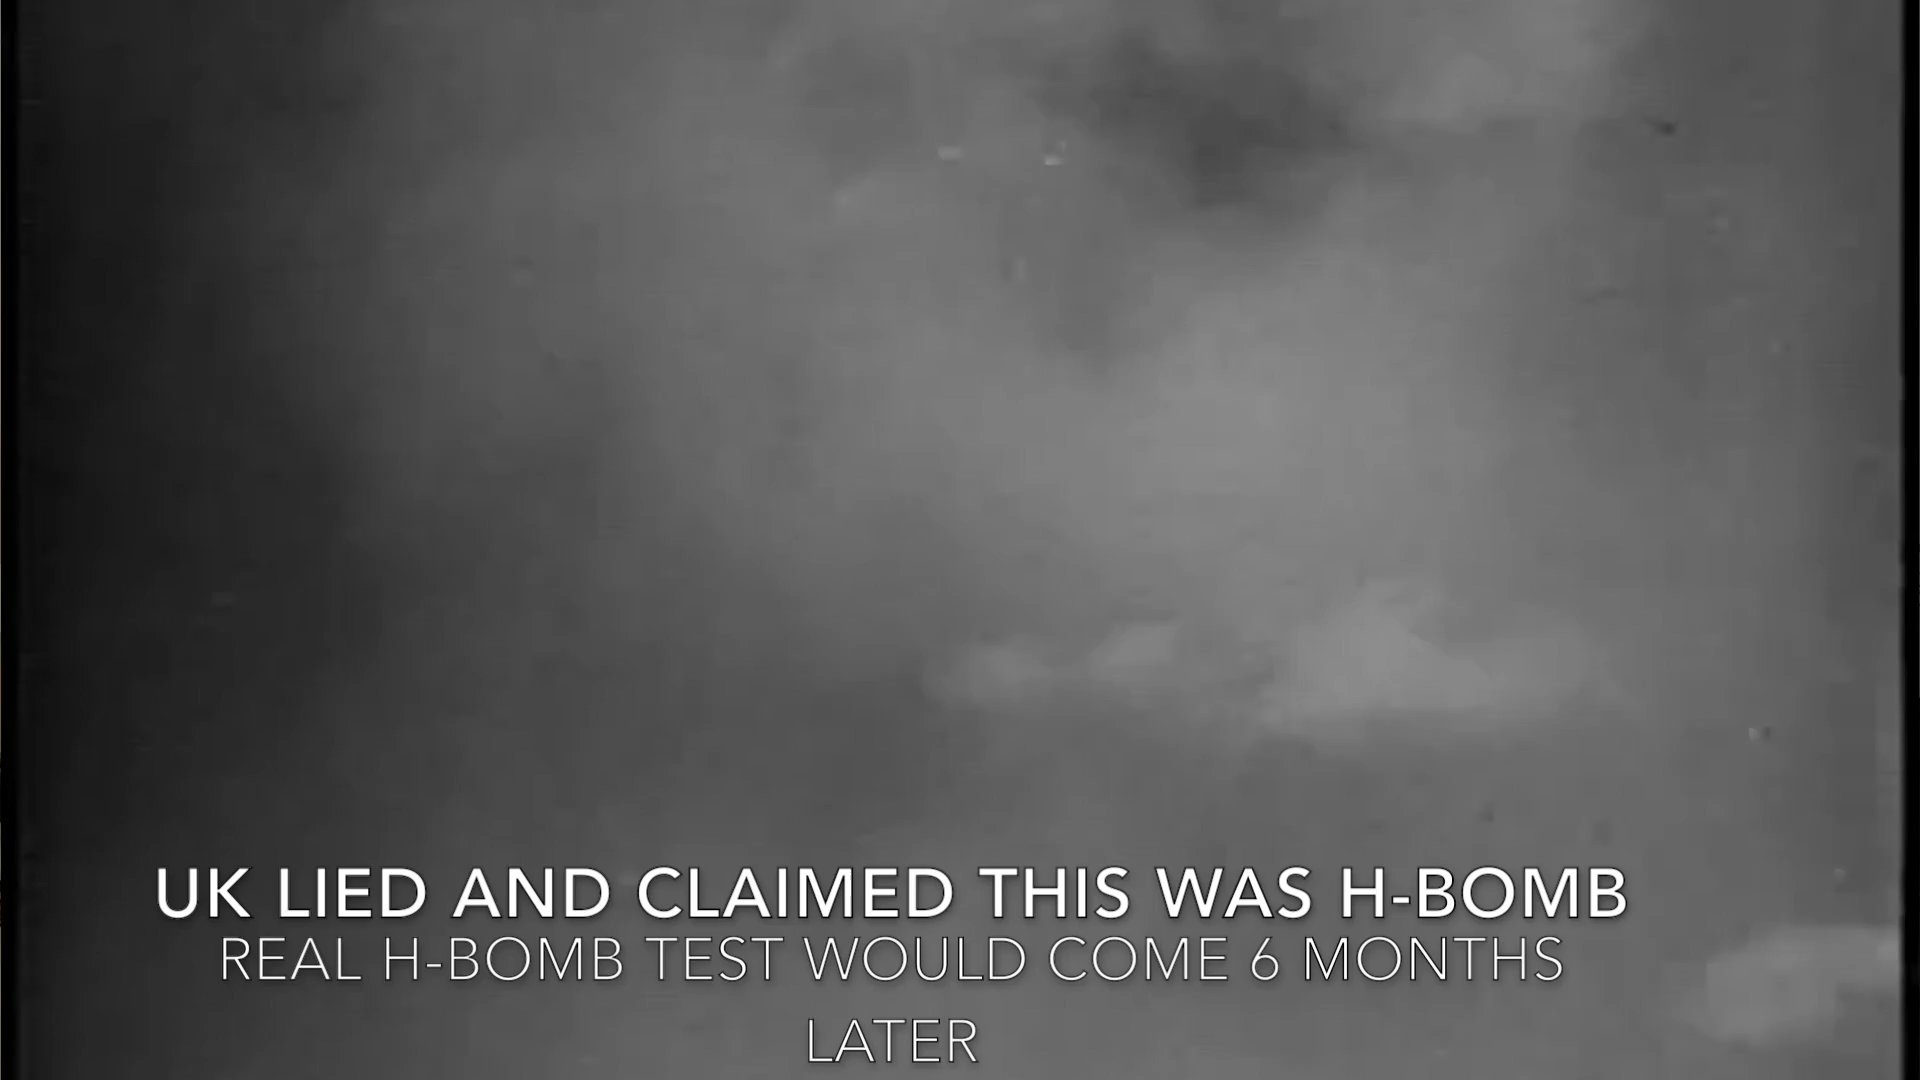 UK LIED AND CLAIMED THIS WAS H-BOMB
REAL H-BOMB TEST WOULD COME 6 MONTHS
LATER